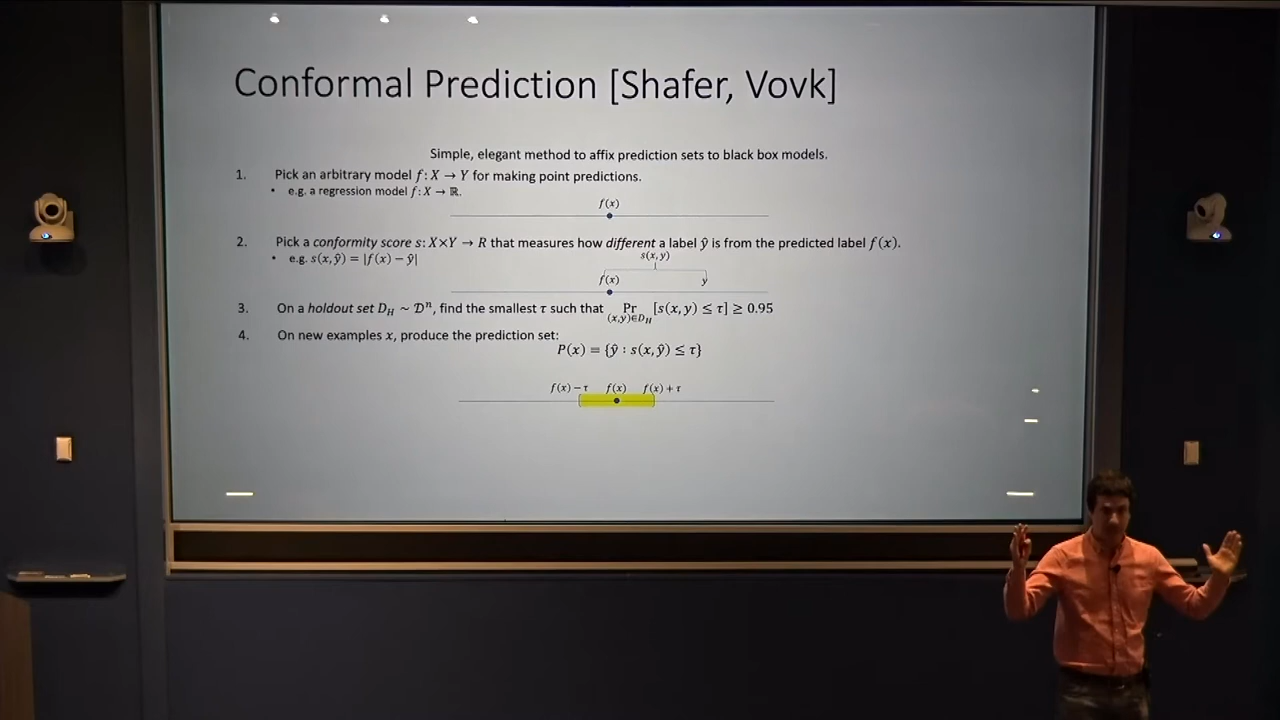 Conformal Prediction [Shafer, Vovk]
Simple, elegant method to affix prediction sets to black box models.
1. Pick an arbitrary model f: X → Y for making point predictions.
• e.g. a regression model f: X → ℝ.
f(x)
2. Pick a conformity score s: X×Y → R that measures how different a label ŷ is from the predicted label f(x).
• e.g. s(x,ŷ) = |f(x) − ŷ|
s(x,y)
f(x) y
3. On a holdout set D_H ~ 𝒟ⁿ, find the smallest τ such that Pr_{(x,y)∈D_H} [s(x,y) ≤ τ] ≥ 0.95
4. On new examples x, produce the prediction set:
P(x) = {ŷ : s(x,ŷ) ≤ τ}
f(x) − τ f(x) f(x) + τ